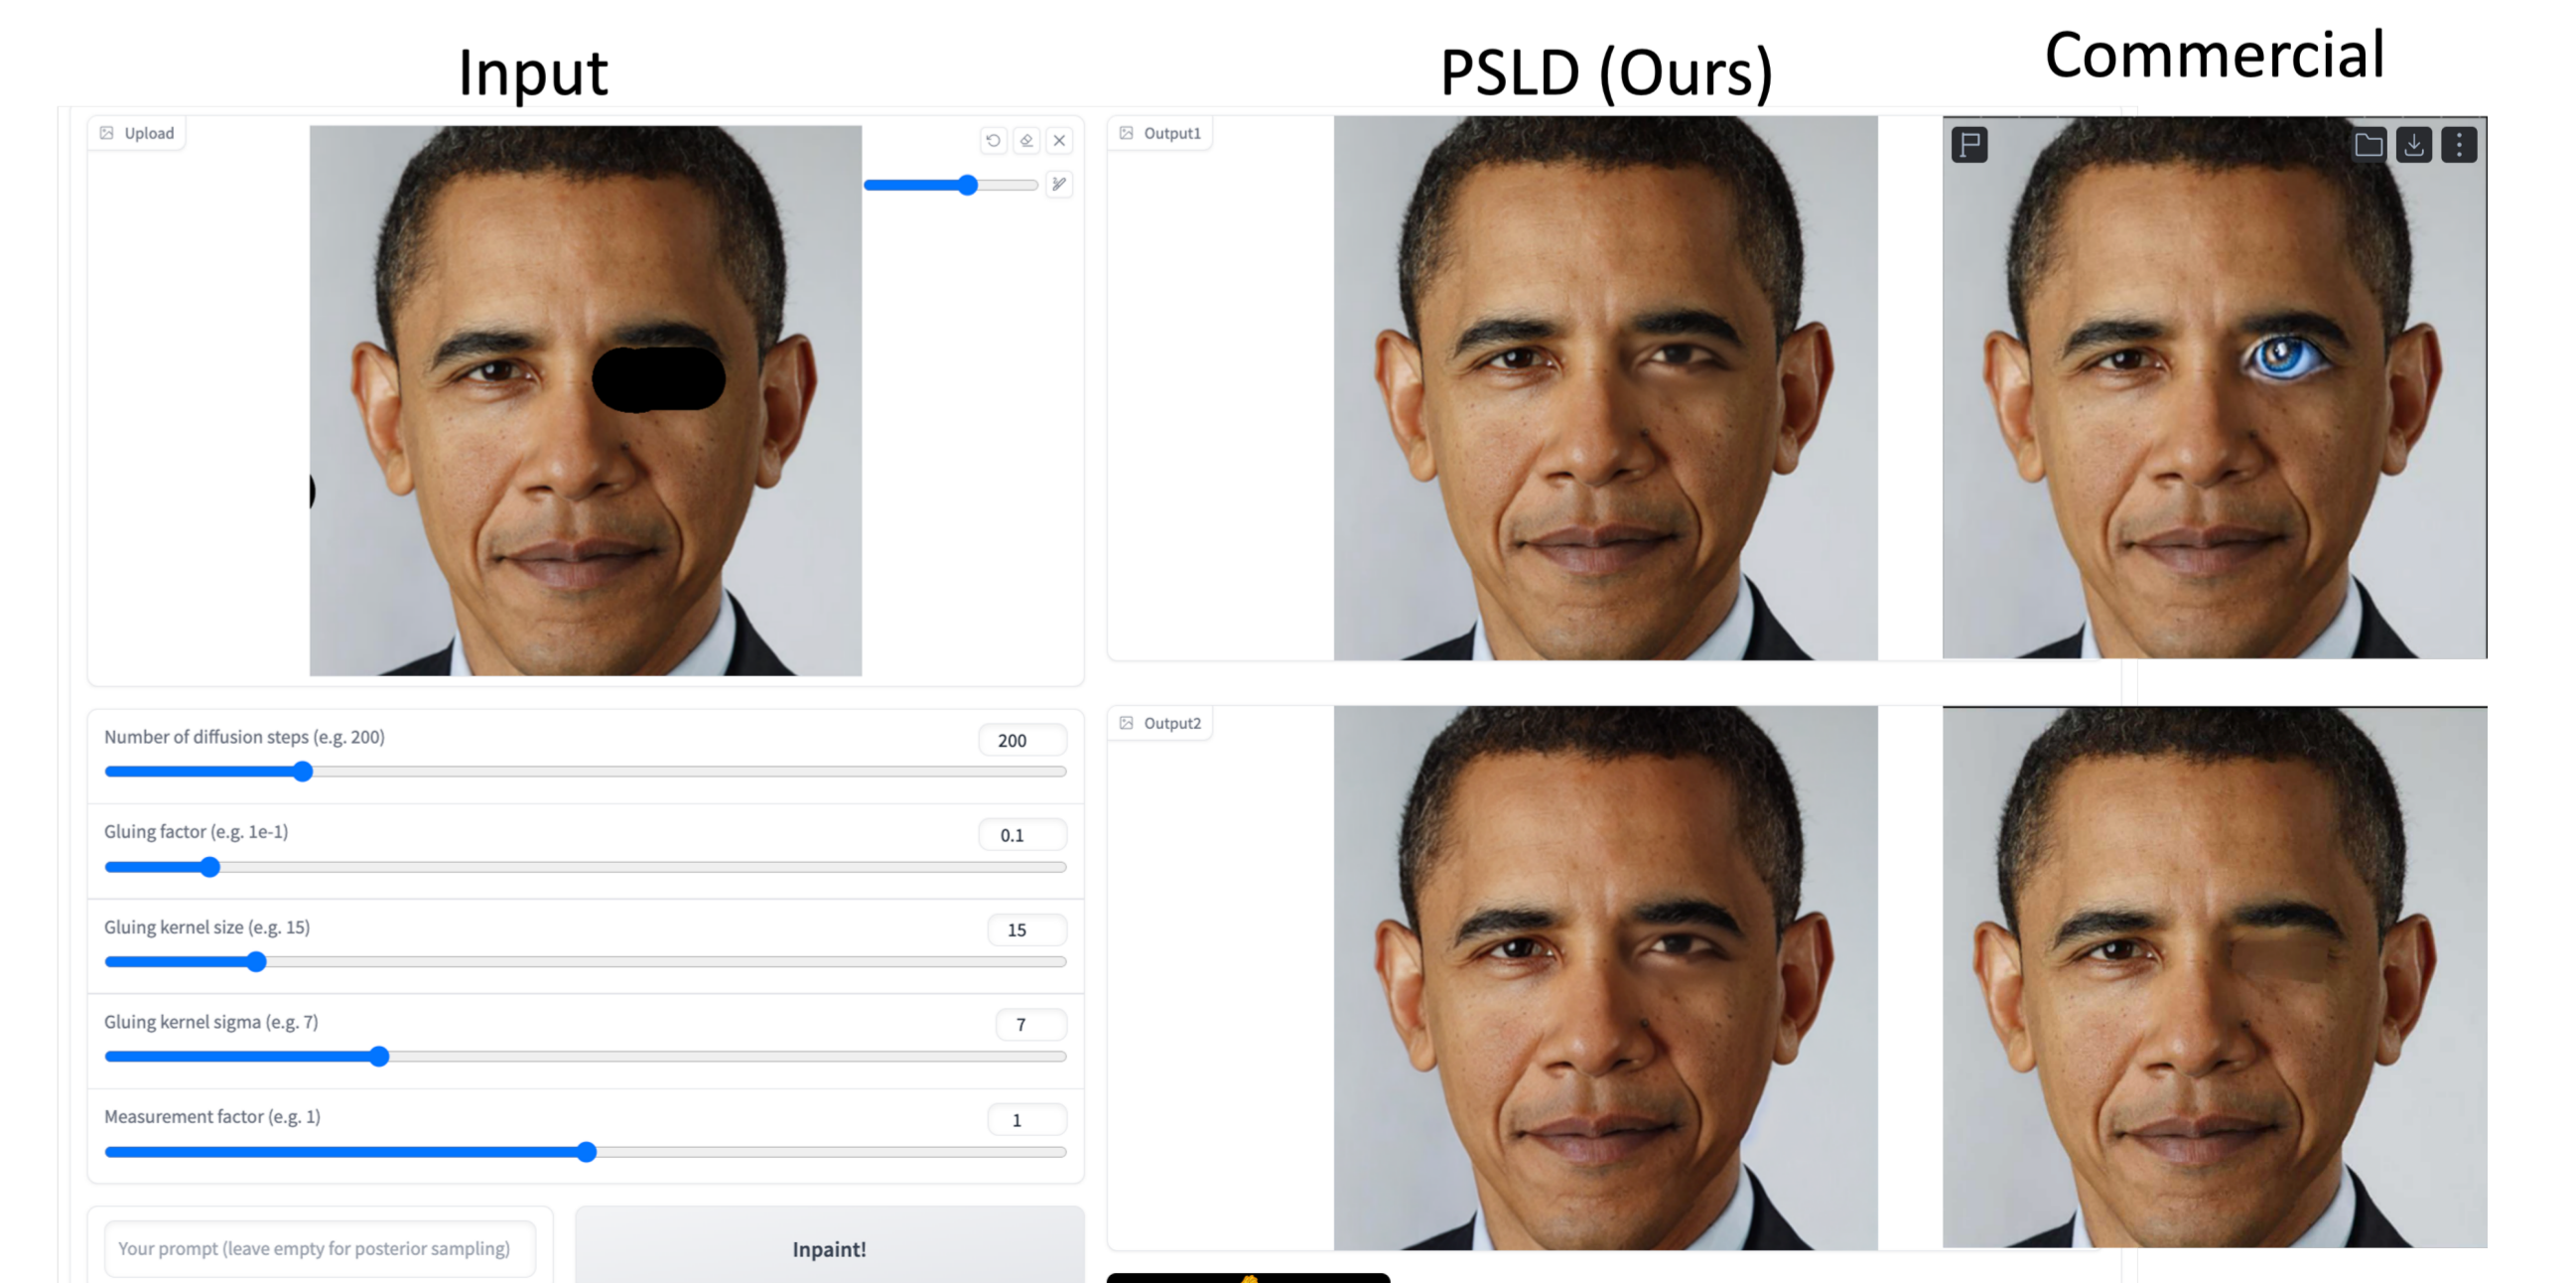 Input
PSLD (Ours)
Commercial
Upload
Output1
Number of diffusion steps (e.g. 200)
200
Gluing factor (e.g. 1e-1)
0.1
Gluing kernel size (e.g. 15)
15
Gluing kernel sigma (e.g. 7)
7
Measurement factor (e.g. 1)
1
Your prompt (leave empty for posterior sampling)
Inpaint!
Output2